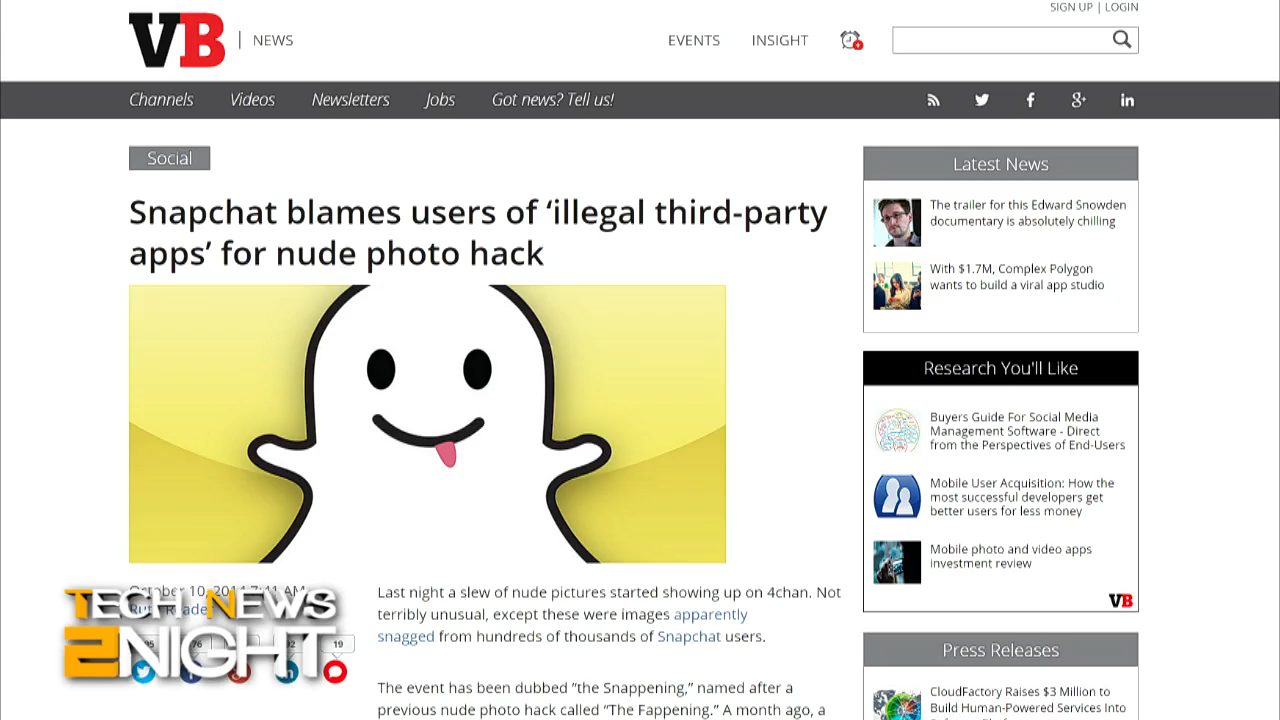 SIGN UP | LOGIN
VB | NEWS
EVENTS INSIGHT
Channels Videos Newsletters Jobs Got news? Tell us!
Social
Snapchat blames users of ‘illegal third-party
apps’ for nude photo hack
October 10, 2014 7:41 AM
Last night a slew of nude pictures started showing up on 4chan. Not
terribly unusual, except these were images apparently
snagged from hundreds of thousands of Snapchat users.
The event has been dubbed “the Snappening,” named after a
previous nude photo hack called “The Fappening.” A month ago, a
19
TECH NEWS
2NIGHT
Latest News
The trailer for this Edward Snowden
documentary is absolutely chilling
With $1.7M, Complex Polygon
wants to build a viral app studio
Research You'll Like
Buyers Guide For Social Media
Management Software - Direct
from the Perspectives of End-Users
Mobile User Acquisition: How the
most successful developers get
better users for less money
Mobile photo and video apps
investment review
VB
Press Releases
CloudFactory Raises $3 Million to
Build Human-Powered Services Into